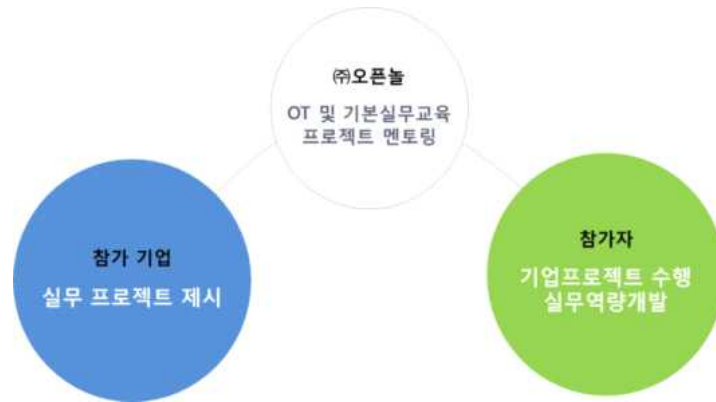 ㈜오픈놀
OT 및 기본실무교육
프로젝트 멘토링
참가 기업
실무 프로젝트 제시
참가자
기업프로젝트 수행
실무역량개발